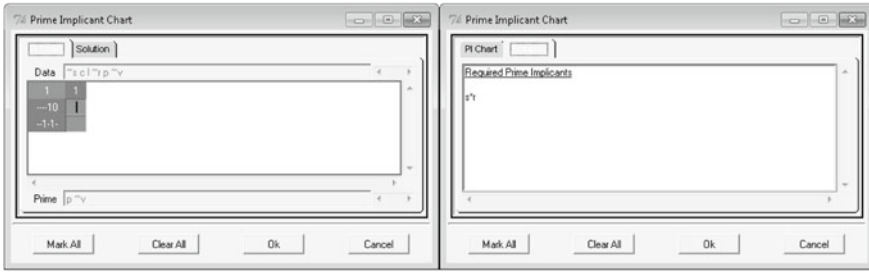 Prime Implicant Chart
Solution
Data ~s c l ~r p ~v
1 1
----10
--1-1-
Prime p ~v
Mark All Clear All Ok Cancel
Prime Implicant Chart
PI Chart
Required Prime Implicants
s*r
Mark All Clear All Ok Cancel